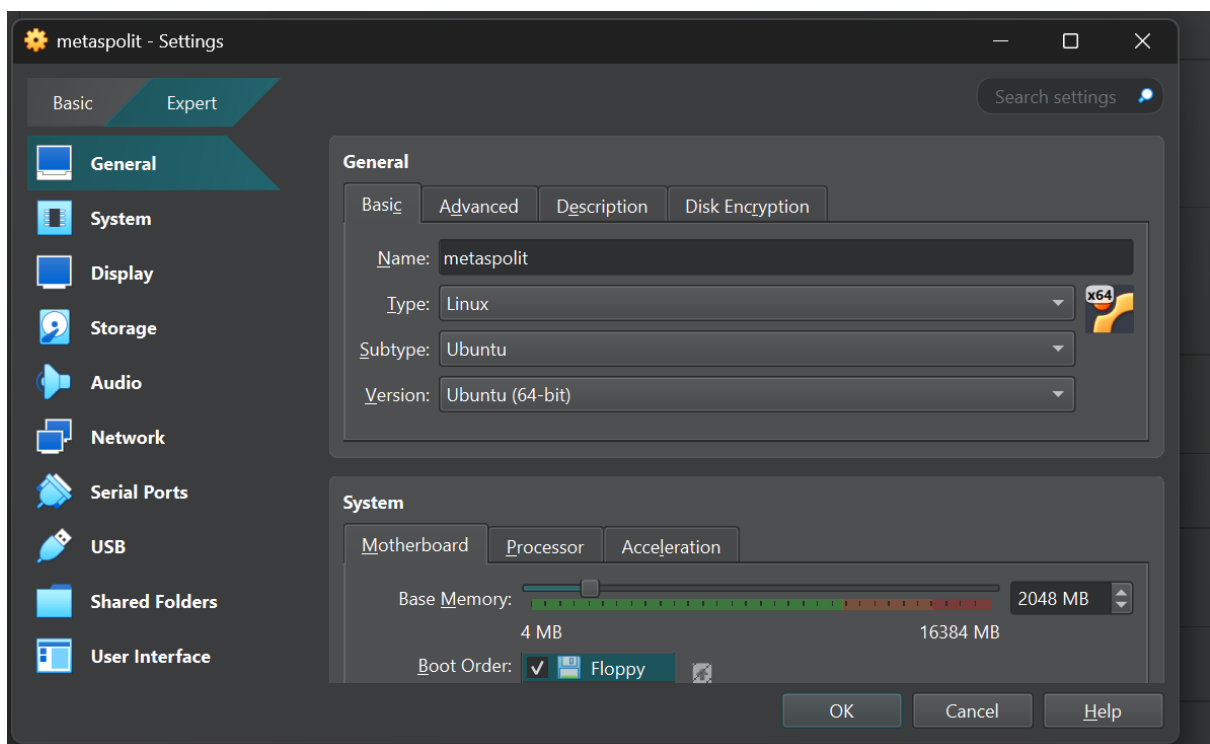 metaspolit - Settings
Basic Expert
Search settings
General
System
Display
Storage
Audio
Network
Serial Ports
USB
Shared Folders
User Interface
General
Basic Advanced Description Disk Encryption
Name: metaspolit
Type: Linux
x64
Subtype: Ubuntu
Version: Ubuntu (64-bit)
System
Motherboard Processor Acceleration
Base Memory: 2048 MB
4 MB 16384 MB
Boot Order: Floppy
OK Cancel Help